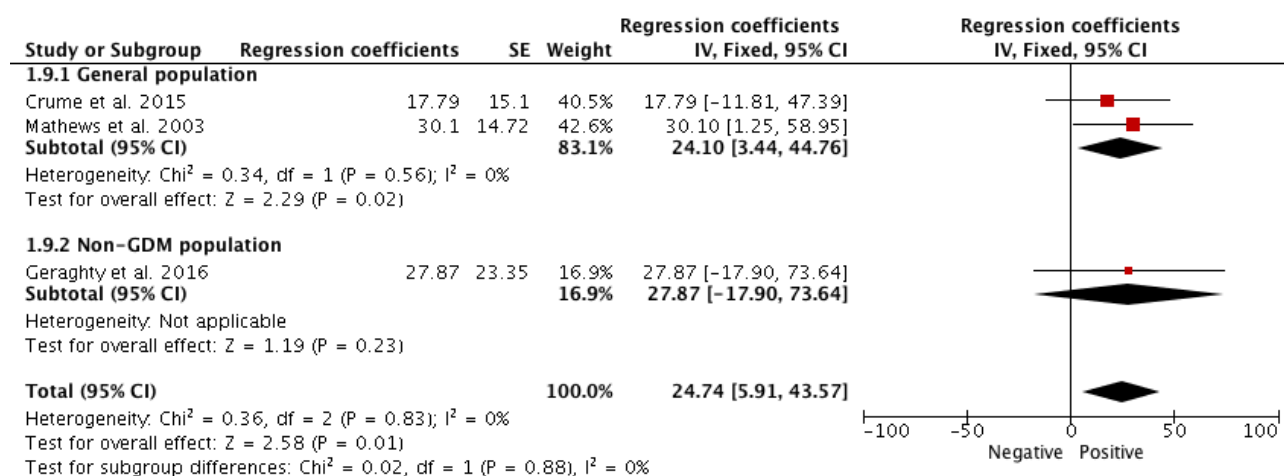 Regression coefficients Regression coefficients
Study or Subgroup Regression coefficients SE Weight IV, Fixed, 95% CI IV, Fixed, 95% CI
1.9.1 General population
Crume et al. 2015 17.79 15.1 40.5% 17.79 [-11.81, 47.39]
Mathews et al. 2003 30.1 14.72 42.6% 30.10 [1.25, 58.95]
Subtotal (95% CI) 83.1% 24.10 [3.44, 44.76]
Heterogeneity: Chi² = 0.34, df = 1 (P = 0.56); I² = 0%
Test for overall effect: Z = 2.29 (P = 0.02)
1.9.2 Non-GDM population
Geraghty et al. 2016 27.87 23.35 16.9% 27.87 [-17.90, 73.64]
Subtotal (95% CI) 16.9% 27.87 [-17.90, 73.64]
Heterogeneity: Not applicable
Test for overall effect: Z = 1.19 (P = 0.23)
Total (95% CI) 100.0% 24.74 [5.91, 43.57]
Heterogeneity: Chi² = 0.36, df = 2 (P = 0.83); I² = 0%
Test for overall effect: Z = 2.58 (P = 0.01)
Test for subgroup differences: Chi² = 0.02, df = 1 (P = 0.88), I² = 0%
-100 -50 0 50 100
Negative Positive